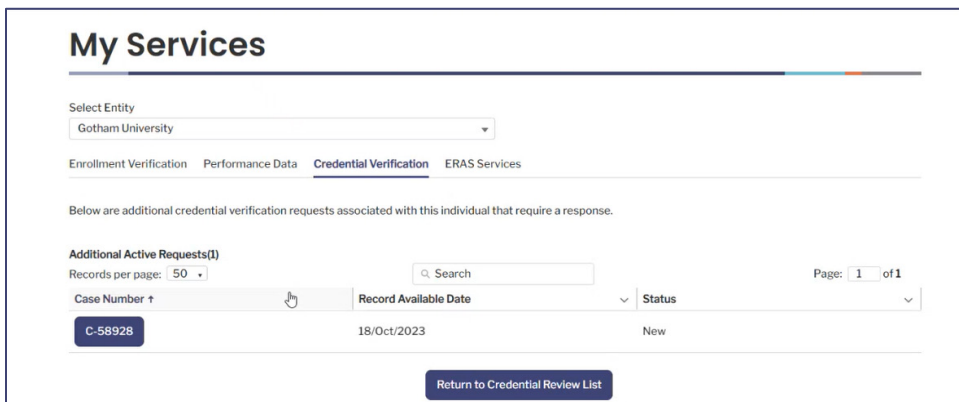 My Services
Select Entity
Gotham University
Enrollment Verification Performance Data Credential Verification ERAS Services
Below are additional credential verification requests associated with this individual that require a response.
Additional Active Requests(1)
Records per page: 50 Search Page: 1 of 1
Case Number ↑ Record Available Date Status
C-58928 18/Oct/2023 New
Return to Credential Review List